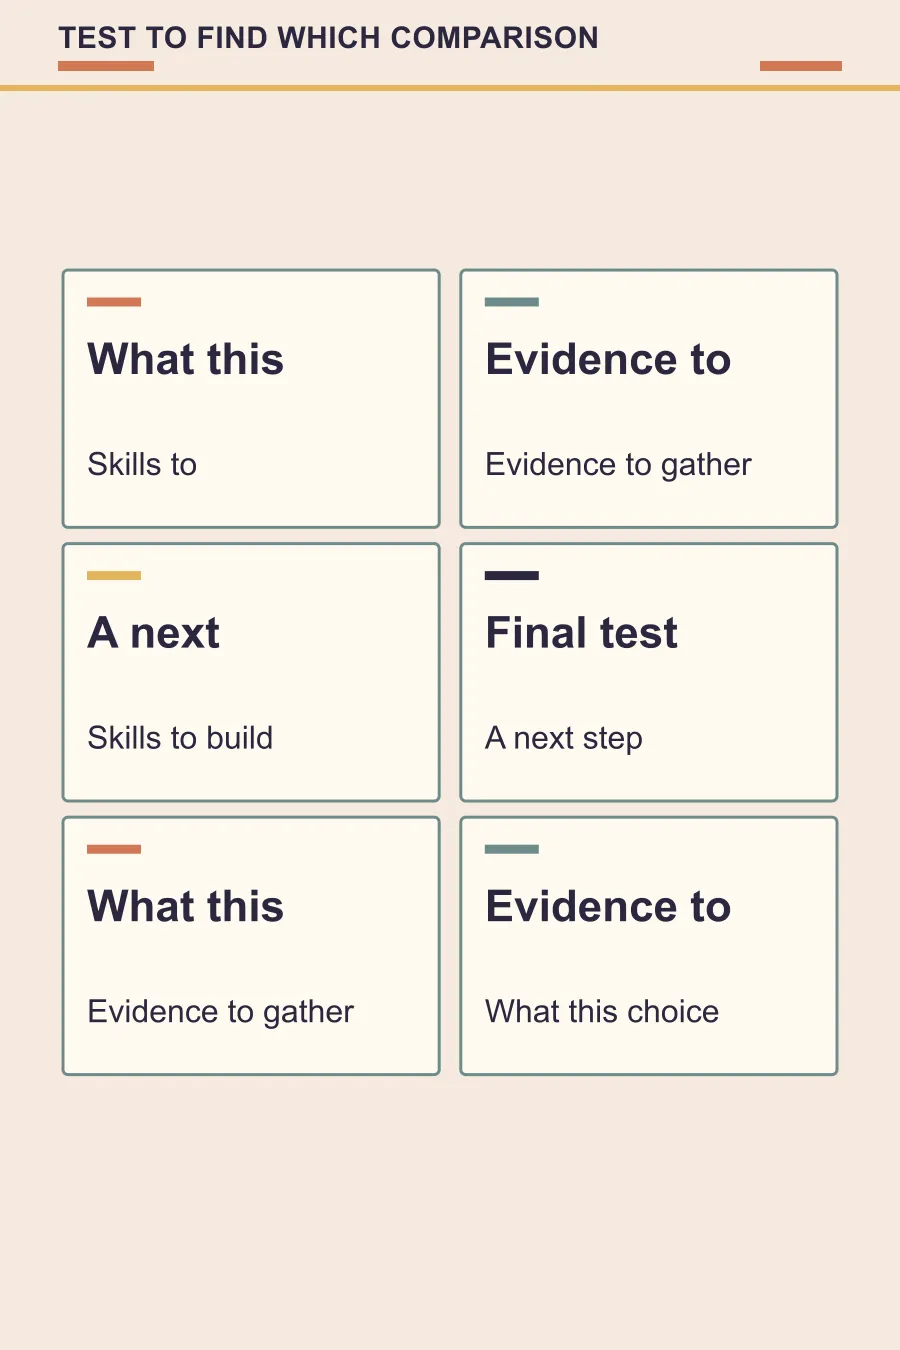 TEST TO FIND WHICH COMPARISON
What this
Skills to
Evidence to
Evidence to gather
A next
Skills to build
Final test
A next step
What this
Evidence to gather
Evidence to
What this choice